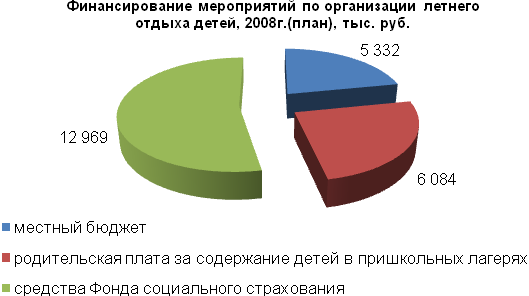 Финансирование мероприятий по организации летнего
отдыха детей, 2008г.(план), тыс. руб.
5 332
12 969
6 084
местный бюджет
родительская плата за содержание детей в пришкольных лагерях
средства Фонда социального страхования